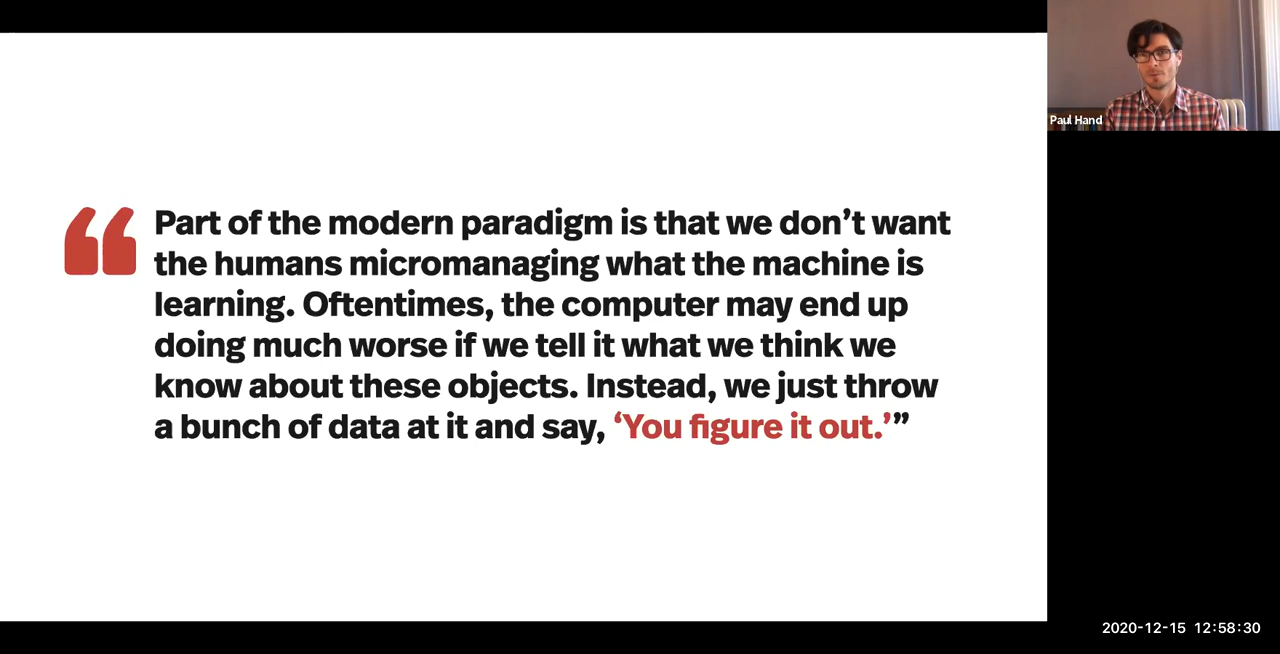 “Part of the modern paradigm is that we don’t want
the humans micromanaging what the machine is
learning. Oftentimes, the computer may end up
doing much worse if we tell it what we think we
know about these objects. Instead, we just throw
a bunch of data at it and say, ‘You figure it out.’”
Paul Hand
2020-12-15 12:58:30